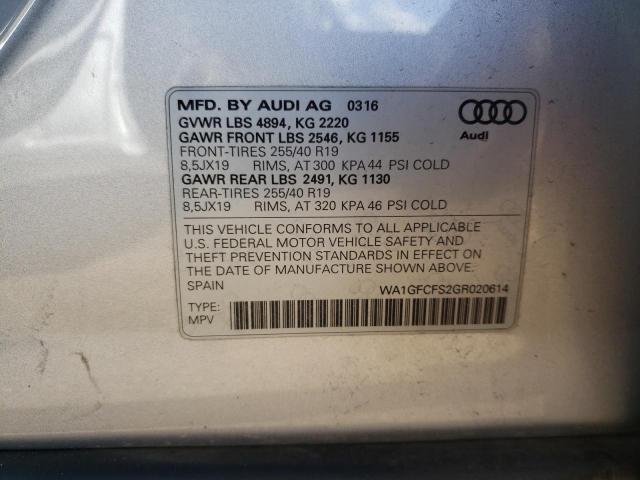 MFD. BY AUDI AG 0316
GVWR LBS 4894, KG 2220
GAWR FRONT LBS 2546, KG 1155
FRONT-TIRES 255/40 R19
8,5JX19 RIMS, AT 300 KPA 44 PSI COLD
GAWR REAR LBS 2491, KG 1130
REAR-TIRES 255/40 R19
8,5JX19 RIMS, AT 320 KPA 46 PSI COLD
Audi
THIS VEHICLE CONFORMS TO ALL APPLICABLE
U.S. FEDERAL MOTOR VEHICLE SAFETY AND
THEFT PREVENTION STANDARDS IN EFFECT ON
THE DATE OF MANUFACTURE SHOWN ABOVE.
SPAIN WA1GFCFS2GR020614
TYPE:
MPV